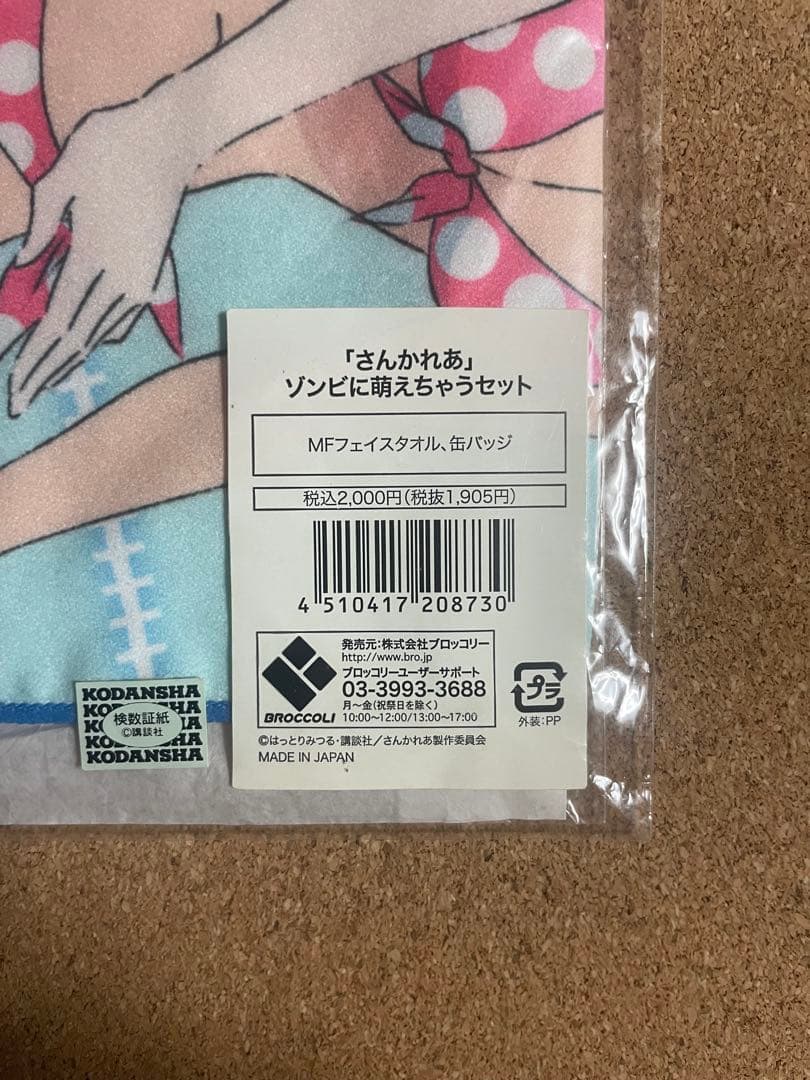 「さんかれあ」
ゾンビに萌えちゃうセット
MFフェイスタオル、缶バッジ
税込2,000円(税抜1,905円)
4 510417 208730
発売元:株式会社ブロッコリー
http://www.bro.jp
ブロッコリーユーザーサポート
03-3993-3688
月〜金(祝祭日を除く)
10:00〜12:00/13:00〜17:00
BROCCOLI
プラ
外装:PP
©はっとりみつる・講談社/さんかれあ製作委員会
MADE IN JAPAN
KODANSHA
検数証紙
©講談社
KODANSHA